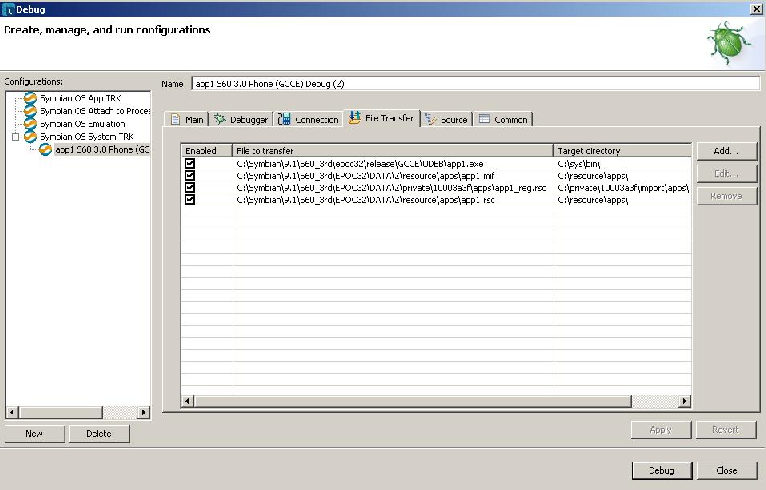 Debug
Create, manage, and run configurations
Configurations:
Symbian OS App TRK
Symbian OS Attach to Proces
Symbian OS Emulation
Symbian OS System TRK
app1 S60 3.0 Phone (GC
Name app1 S60 3.0 Phone (GCCE) Debug (2)
Main Debugger Connection File Transfer Source Common
Enabled File to transfer Target directory
C:\Symbian\9.1\S60_3rd\epoc32\release\GCCE\UDEB\app1.exe C:\sys\bin\
C:\Symbian\9.1\S60_3rd\EPOC32\DATA\Z\resource\apps\app1.mif C:\resource\apps\
C:\Symbian\9.1\S60_3rd\EPOC32\DATA\Z\private\10003a3f\apps\app1_reg.rsc C:\private\10003a3f\import\apps\
C:\Symbian\9.1\S60_3rd\EPOC32\DATA\Z\resource\apps\app1.rsc C:\resource\apps\
Add...
Edit...
Remove
New Delete
Apply Revert
Debug Close